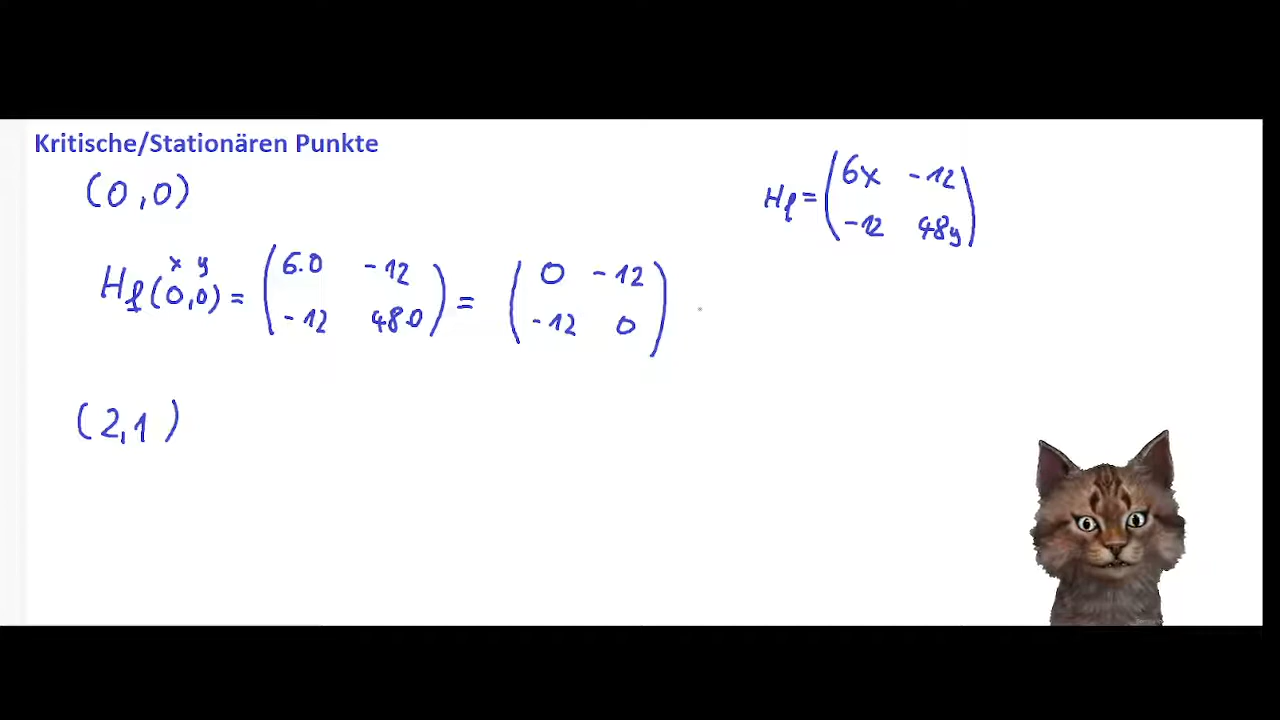 Kritische/Stationären Punkte
(0,0)
Hf = (6x -12
-12 48y)
x y
Hf(0,0) = (6·0 -12
-12 48·0) = (0 -12
-12 0)
(2,1)